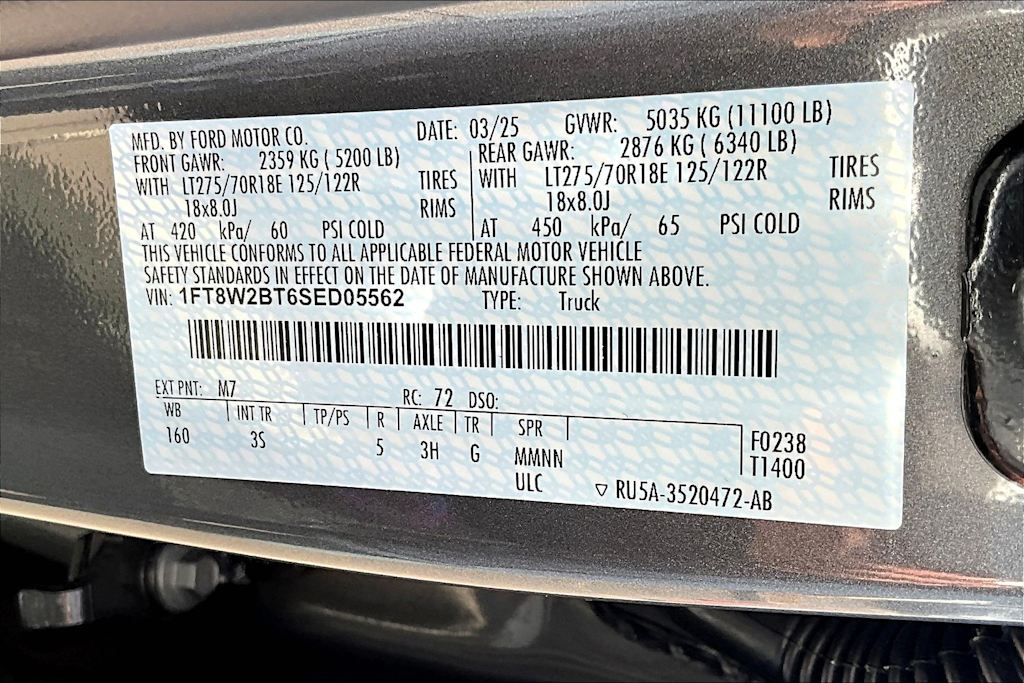 MFD. BY FORD MOTOR CO. DATE: 03/25 GVWR: 5035 KG (11100 LB)
FRONT GAWR: 2359 KG ( 5200 LB) REAR GAWR: 2876 KG ( 6340 LB)
WITH LT275/70R18E 125/122R TIRES WITH LT275/70R18E 125/122R TIRES
18x8.0J RIMS 18x8.0J RIMS
AT 420 kPa/ 60 PSI COLD AT 450 kPa/ 65 PSI COLD
THIS VEHICLE CONFORMS TO ALL APPLICABLE FEDERAL MOTOR VEHICLE
SAFETY STANDARDS IN EFFECT ON THE DATE OF MANUFACTURE SHOWN ABOVE.
VIN: 1FT8W2BT6SED05562 TYPE: Truck
EXT PNT: M7 RC: 72 DSO:
WB INT TR TP/PS R AXLE TR SPR
160 3S 5 3H G MMNN F0238
ULC T1400
▽ RU5A-3520472-AB